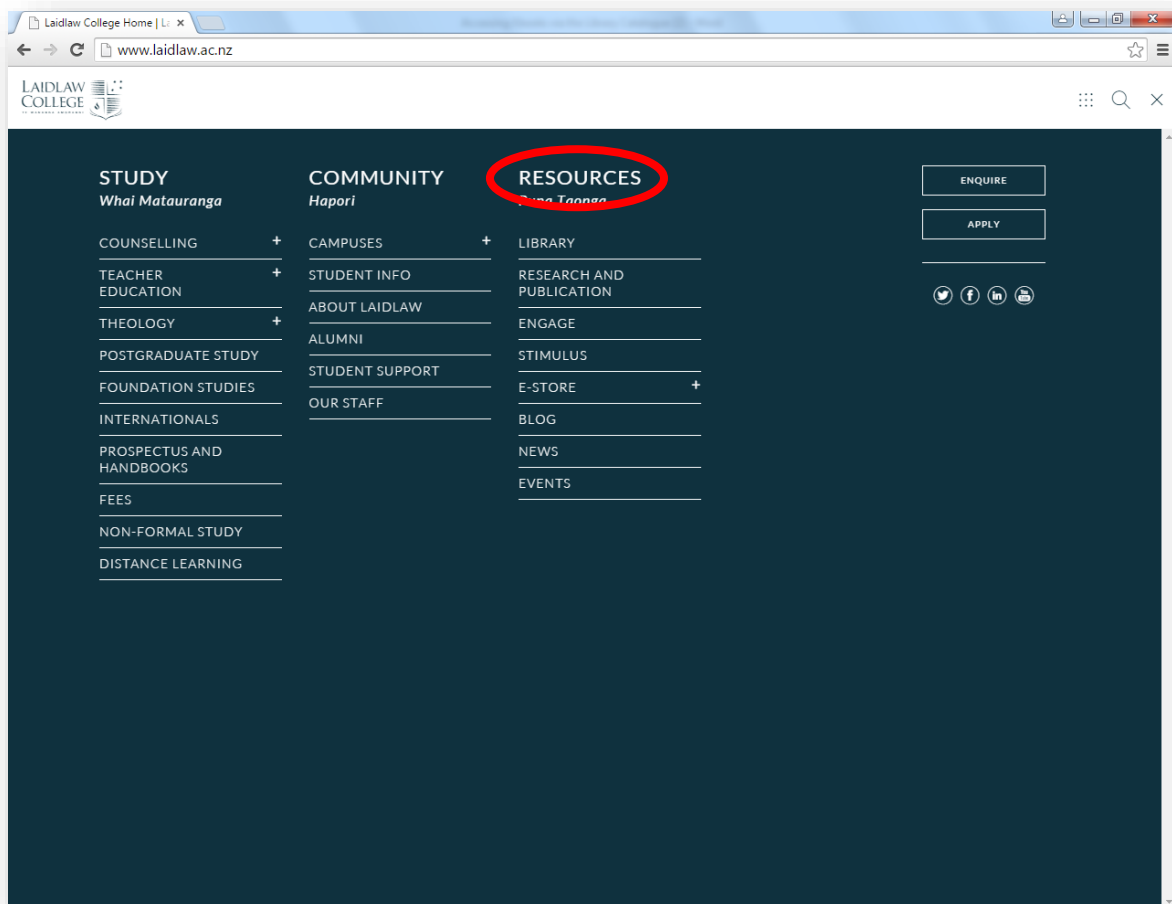 Laidlaw College Home | La
www.laidlaw.ac.nz
LAIDLAW
COLLEGE
STUDY
Whai Matauranga
COUNSELLING +
TEACHER +
EDUCATION
THEOLOGY +
POSTGRADUATE STUDY
FOUNDATION STUDIES
INTERNATIONALS
PROSPECTUS AND
HANDBOOKS
FEES
NON-FORMAL STUDY
DISTANCE LEARNING
COMMUNITY
Hapori
CAMPUSES +
STUDENT INFO
ABOUT LAIDLAW
ALUMNI
STUDENT SUPPORT
OUR STAFF
RESOURCES
Taonga
LIBRARY
RESEARCH AND
PUBLICATION
ENGAGE
STIMULUS
E-STORE +
BLOG
NEWS
EVENTS
ENQUIRE
APPLY